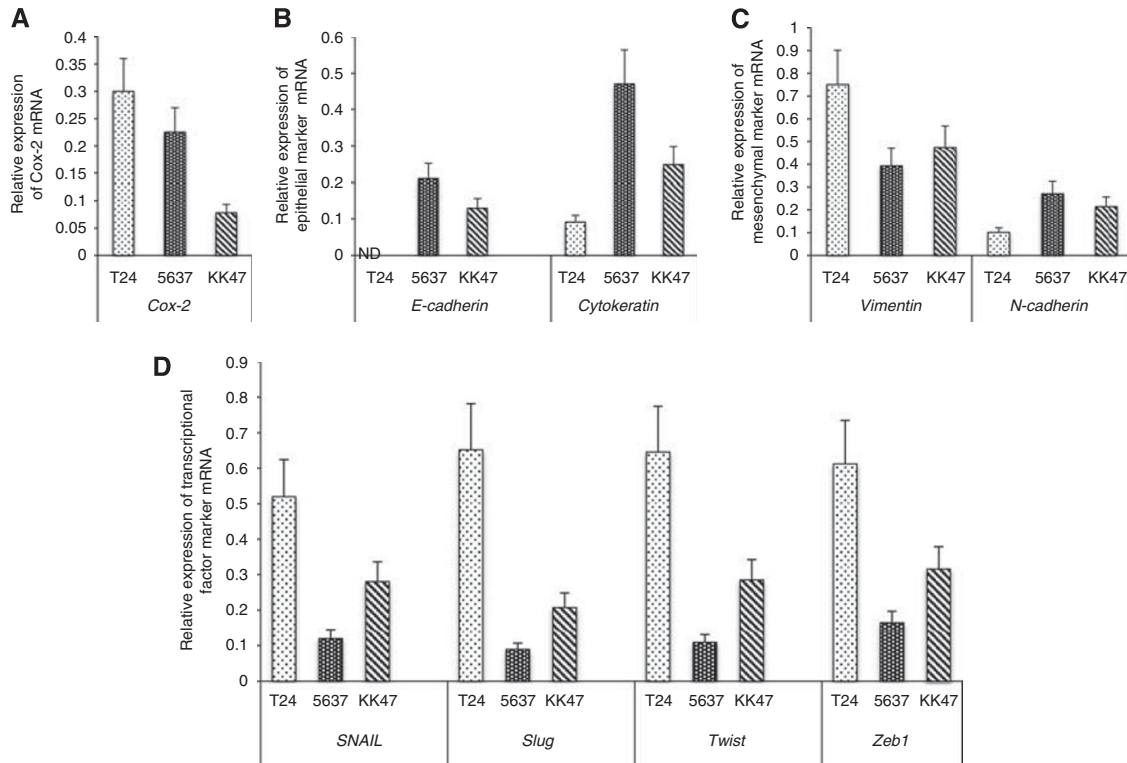 A
Relative expression
of Cox-2 mRNA
0.4
0.35
0.3
0.25
0.2
0.15
0.1
0.05
0
T24 5637 KK47
Cox-2
B
Relative expression of
epithelial marker mRNA
0.6
0.5
0.4
0.3
0.2
0.1
0
ND
T24 5637 KK47 T24 5637 KK47
E-cadherin Cytokeratin
C
Relative expression of
mesenchymal marker mRNA
1
0.9
0.8
0.7
0.6
0.5
0.4
0.3
0.2
0.1
0
T24 5637 KK47 T24 5637 KK47
Vimentin N-cadherin
D
Relative expression of transcriptional
factor marker mRNA
0.9
0.8
0.7
0.6
0.5
0.4
0.3
0.2
0.1
0
T24 5637 KK47 T24 5637 KK47 T24 5637 KK47 T24 5637 KK47
SNAIL Slug Twist Zeb1